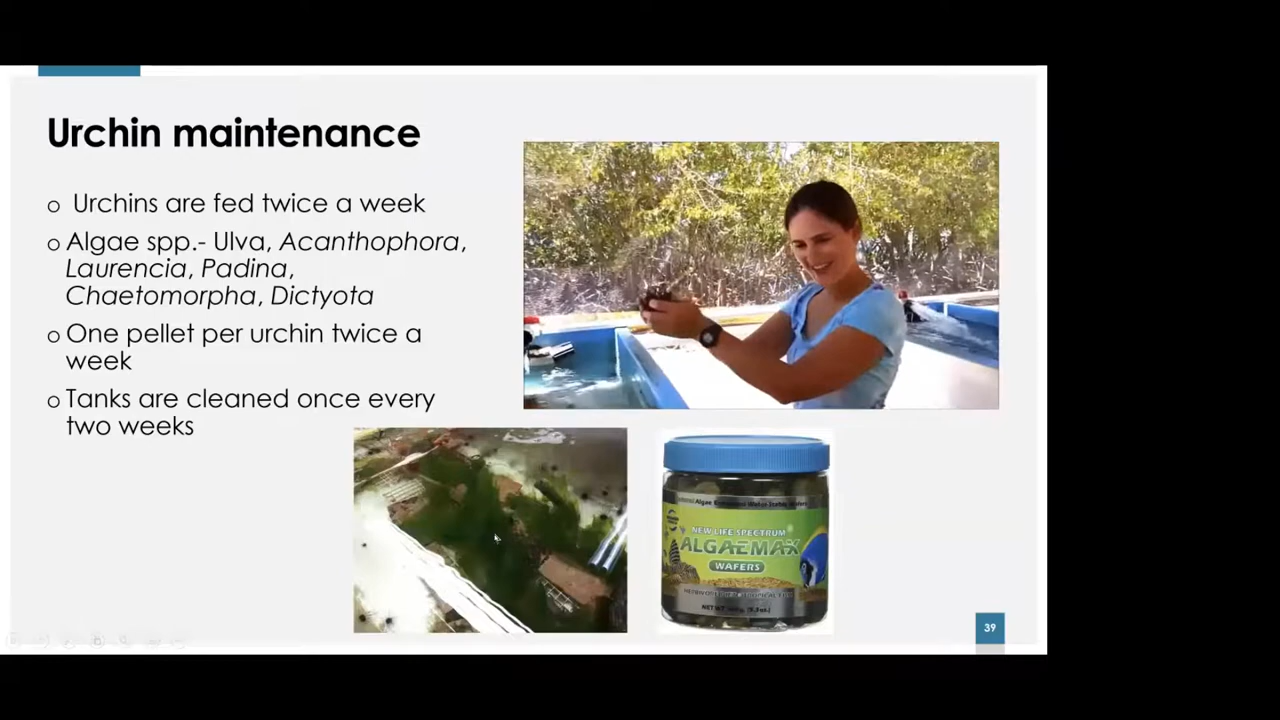 Urchin maintenance
o Urchins are fed twice a week
o Algae spp.- Ulva, Acanthophora,
Laurencia, Padina,
Chaetomorpha, Dictyota
o One pellet per urchin twice a
week
o Tanks are cleaned once every
two weeks
NEW LIFE SPECTRUM
ALGAEMAX
WAFERS
39